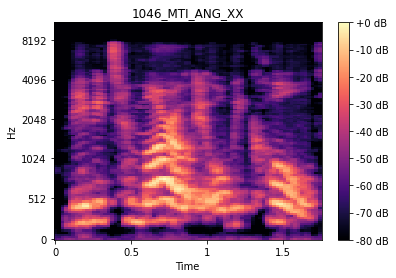 1046_MTI_ANG_XX
8192
4096
2048
1024
512
0
Hz
0
0.5
1
1.5
Time
+0 dB
-10 dB
-20 dB
-30 dB
-40 dB
-50 dB
-60 dB
-70 dB
-80 dB